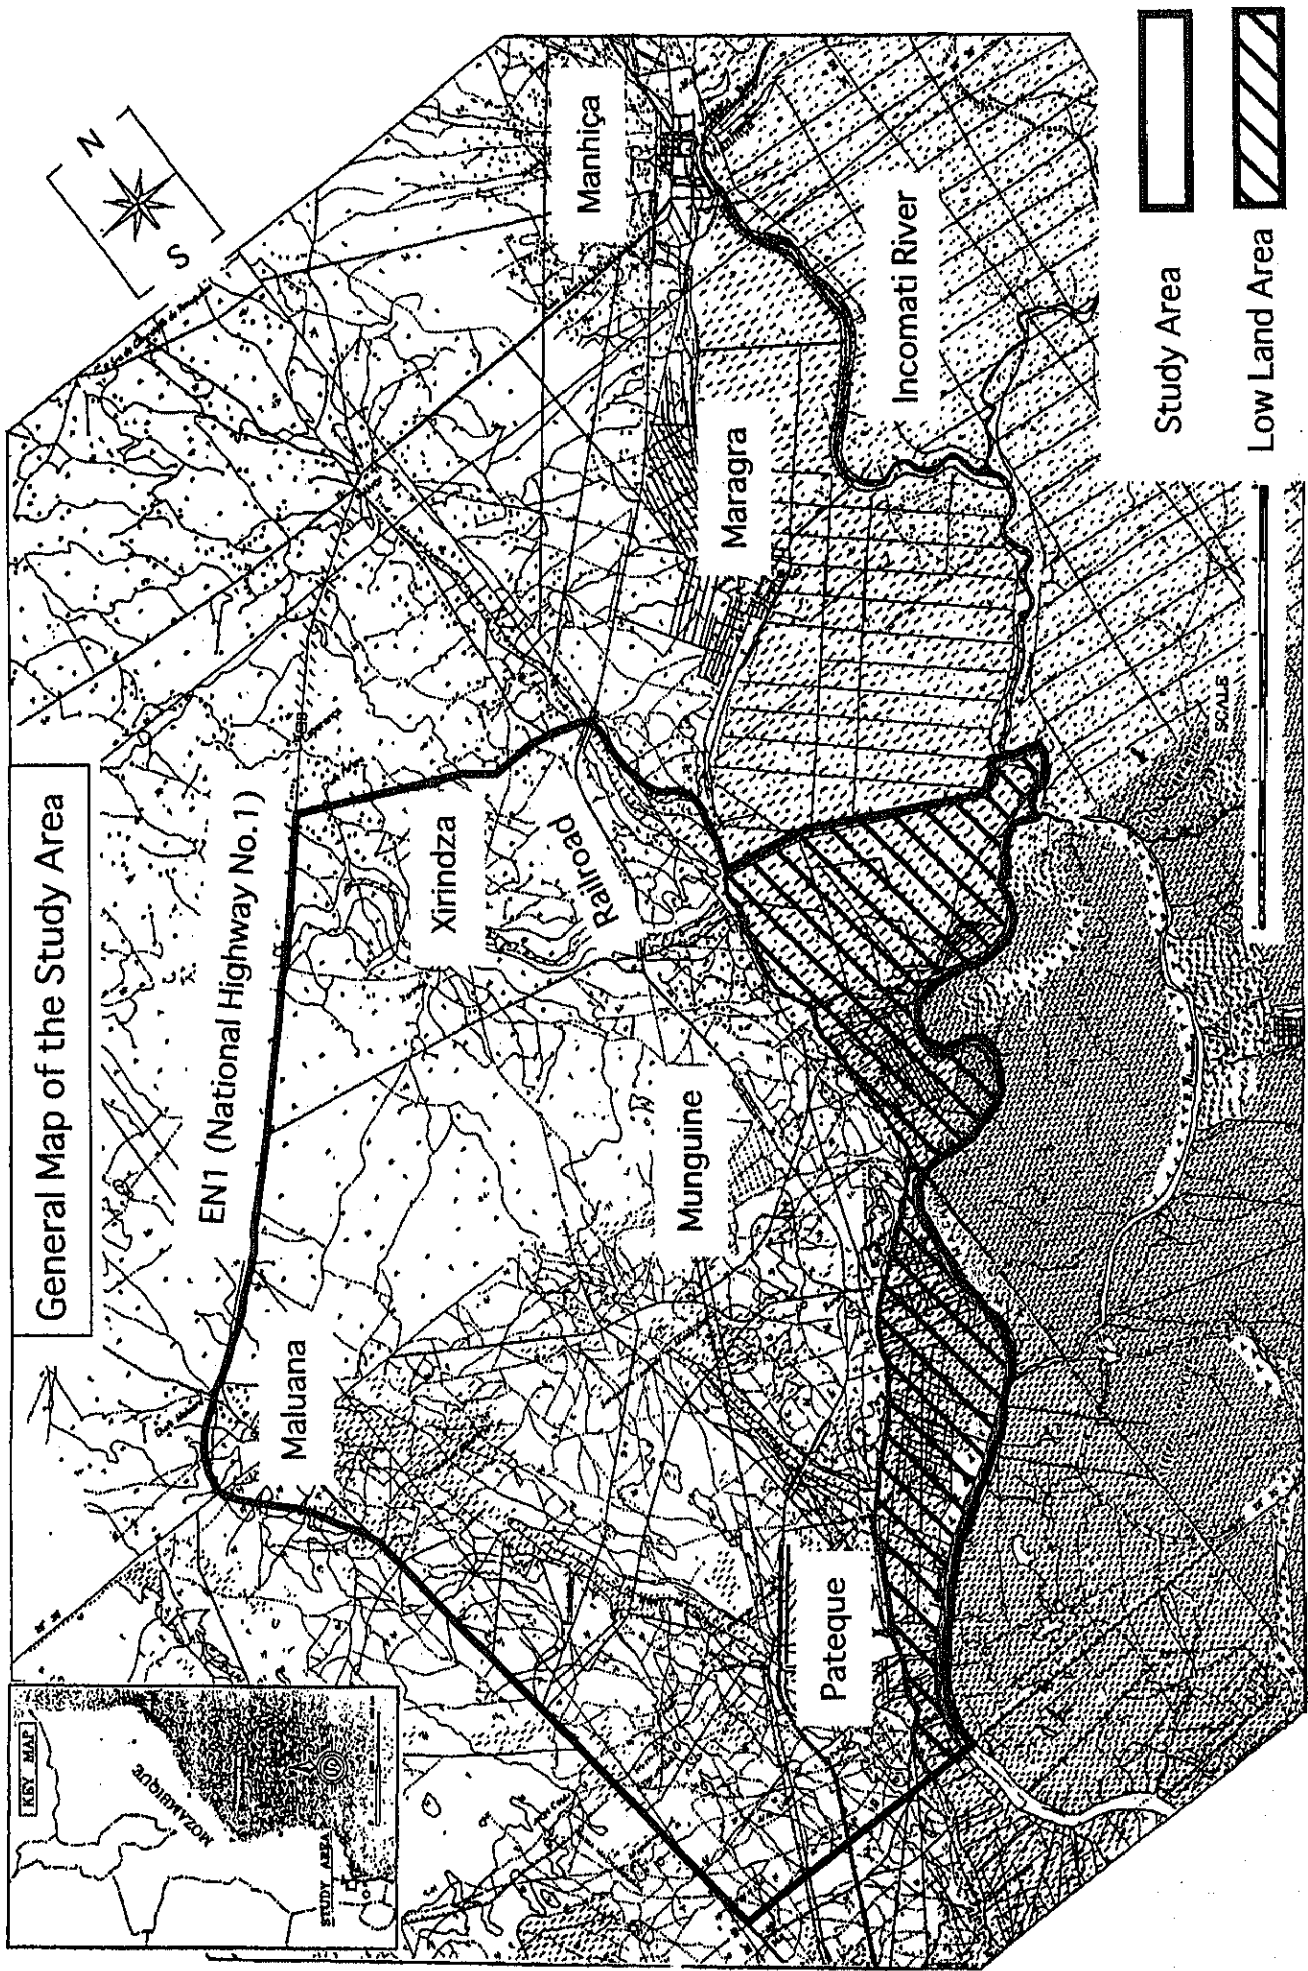 General Map of the Study Area
KEY MAP
MOZAMBIQUE
STUDY AREA
N
S
EN1 (National Highway No.1)
Maluana
Xirindza
Railroad
Manhiça
Munguine
Maragra
Pateque
Incomati River
SCALE
Study Area
Low Land Area